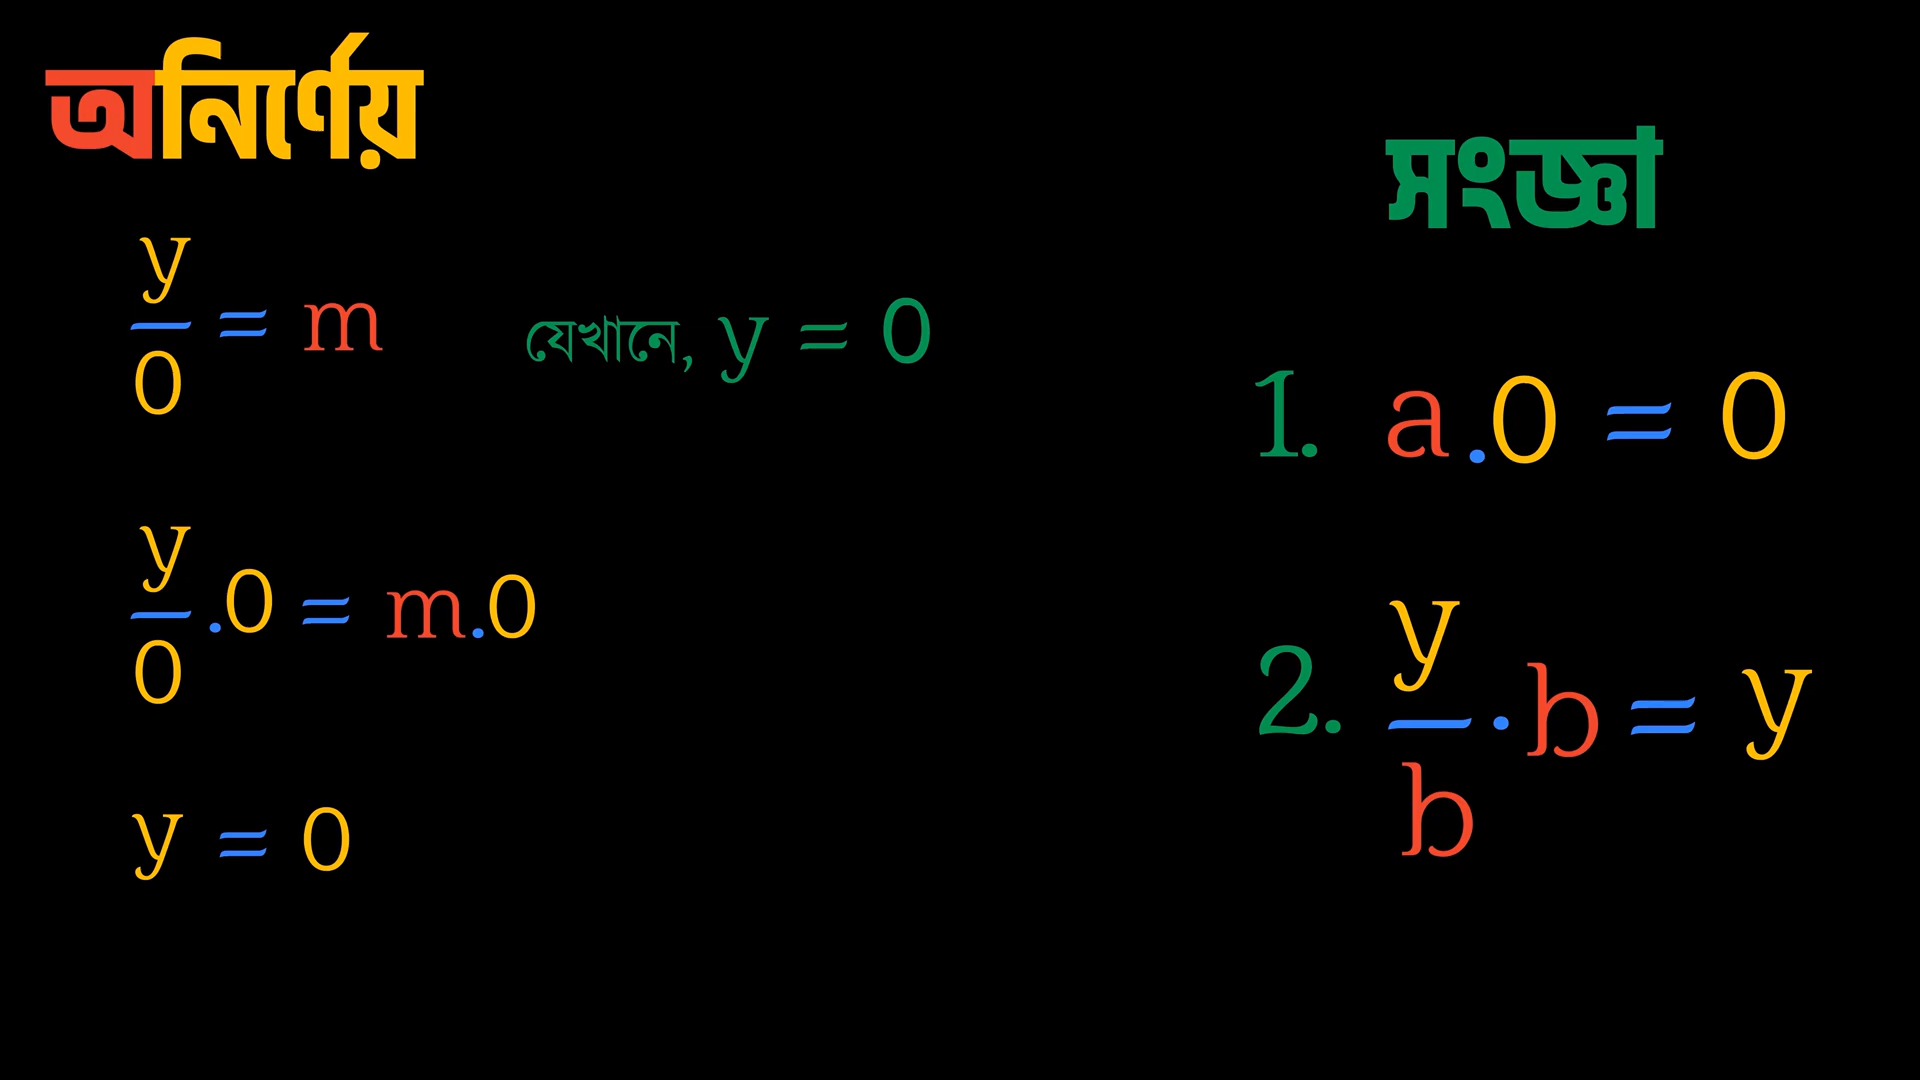 অনির্ণেয়
y/0 = m যেখানে, y = 0
y/0 .0 = m.0
y = 0
সংজ্ঞা
1. a.0 = 0
2. y/b . b = y